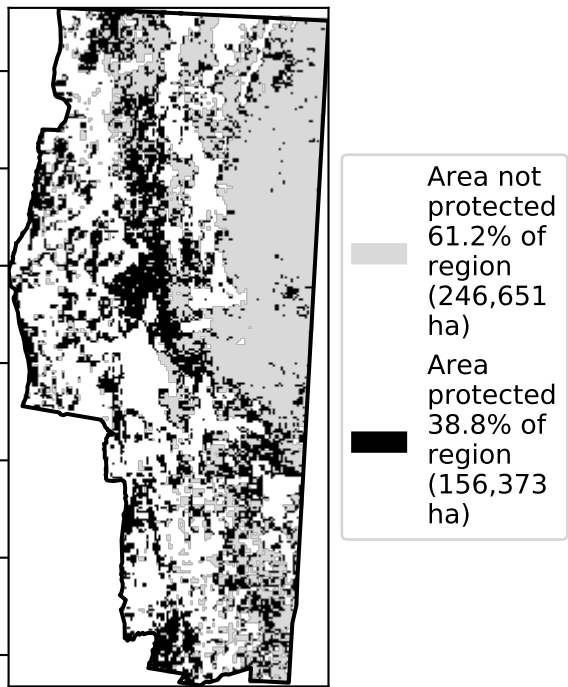 Area not
protected
61.2% of
region
(246,651
ha)
Area
protected
38.8% of
region
(156,373
ha)